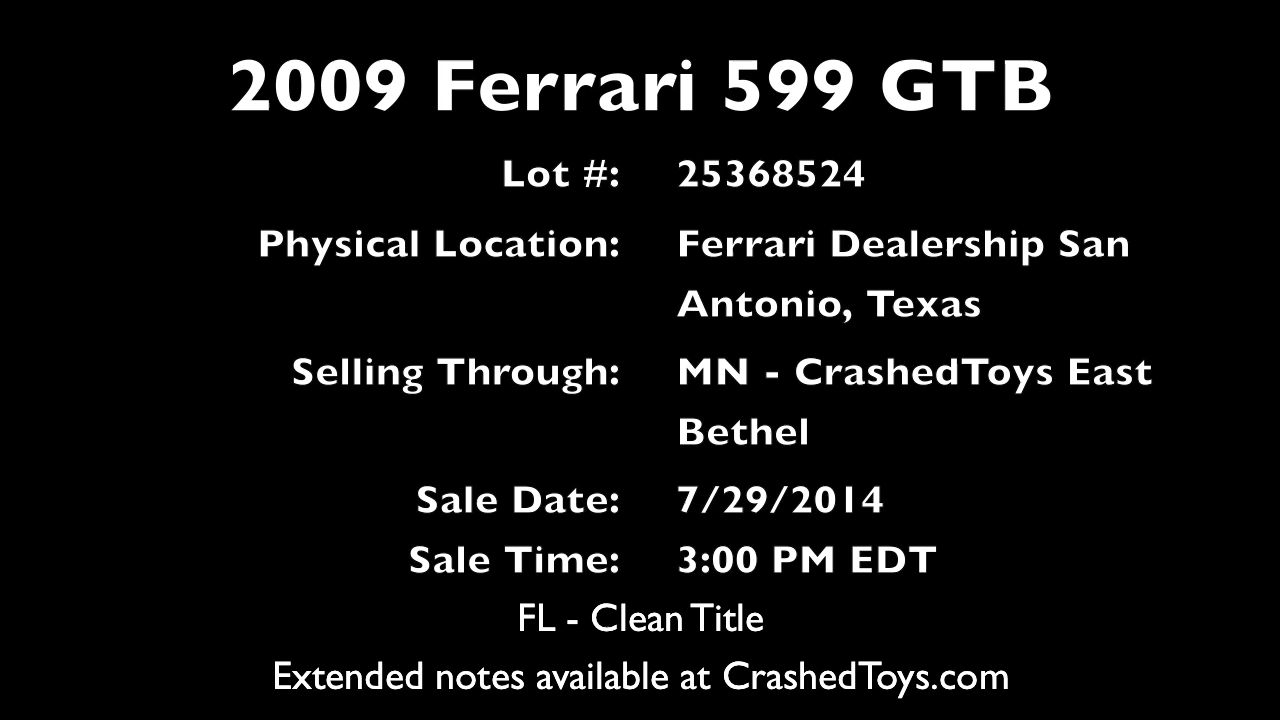 2009 Ferrari 599 GTB
Lot #: 25368524
Physical Location: Ferrari Dealership San
Antonio, Texas
Selling Through: MN - CrashedToys East
Bethel
Sale Date: 7/29/2014
Sale Time: 3:00 PM EDT
FL - Clean Title
Extended notes available at CrashedToys.com